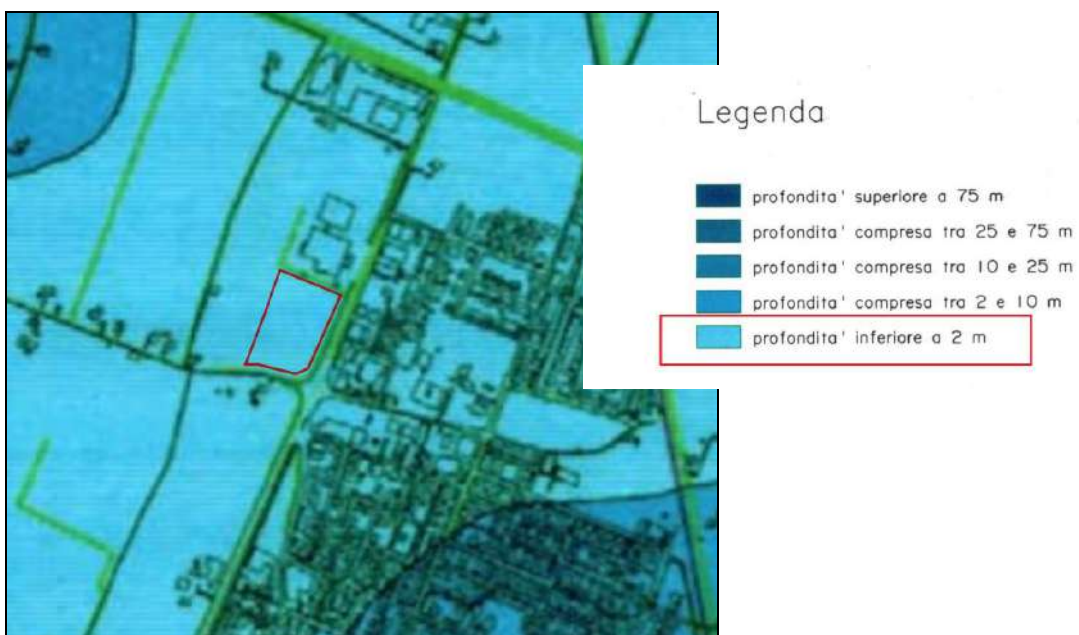 Legenda
profondita' superiore a 75 m
profondita' compresa tra 25 e 75 m
profondita' compresa tra 10 e 25 m
profondita' compresa tra 2 e 10 m
profondita' inferiore a 2 m